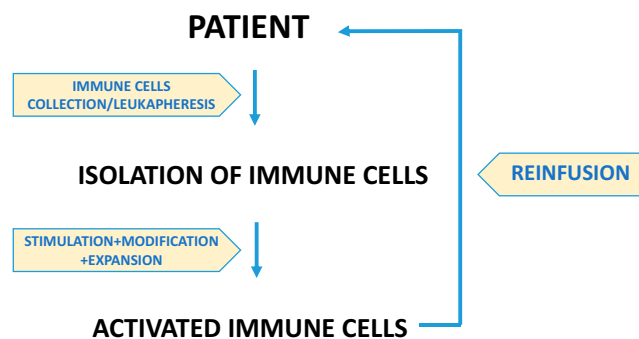 PATIENT
IMMUNE CELLS
COLLECTION/LEUKAPHERESIS
ISOLATION OF IMMUNE CELLS
REINFUSION
STIMULATION+MODIFICATION
+EXPANSION
ACTIVATED IMMUNE CELLS